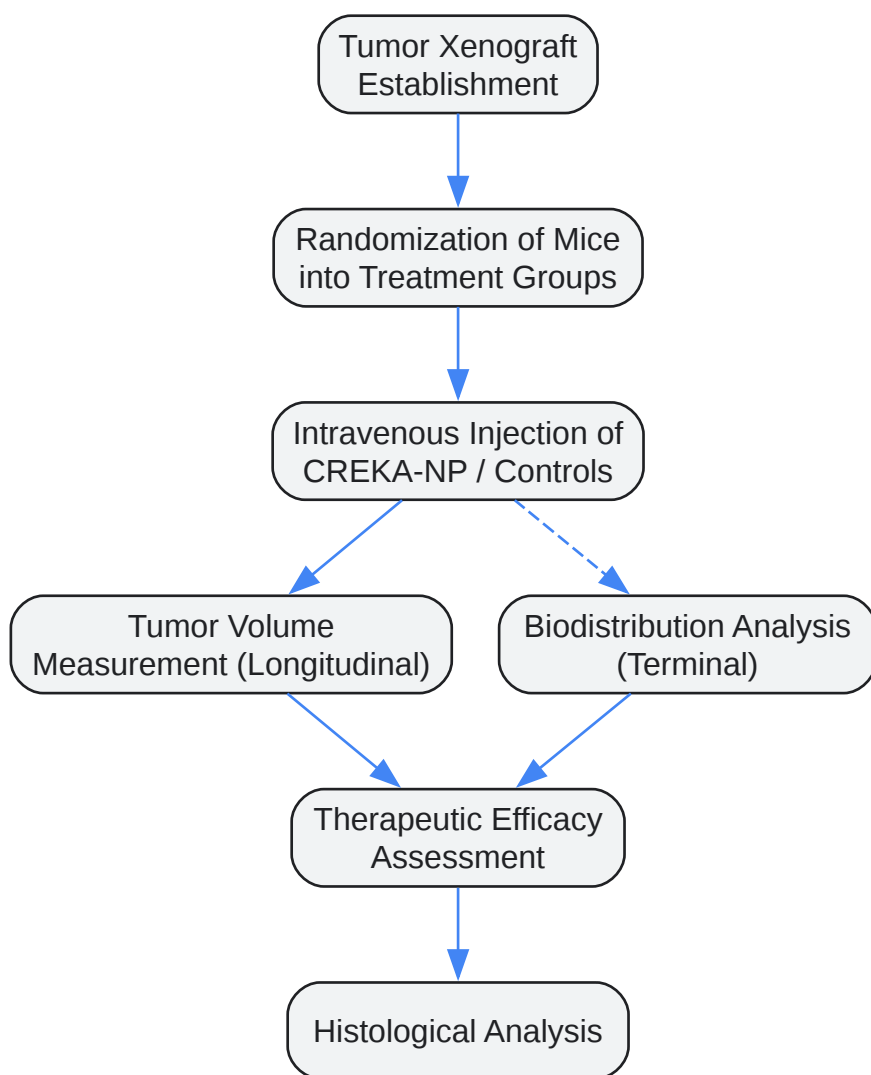 Tumor Xenograft
Establishment
Randomization of Mice
into Treatment Groups
Intravenous Injection of
CREKA-NP / Controls
Tumor Volume
Measurement (Longitudinal)
Biodistribution Analysis
(Terminal)
Therapeutic Efficacy
Assessment
Histological Analysis